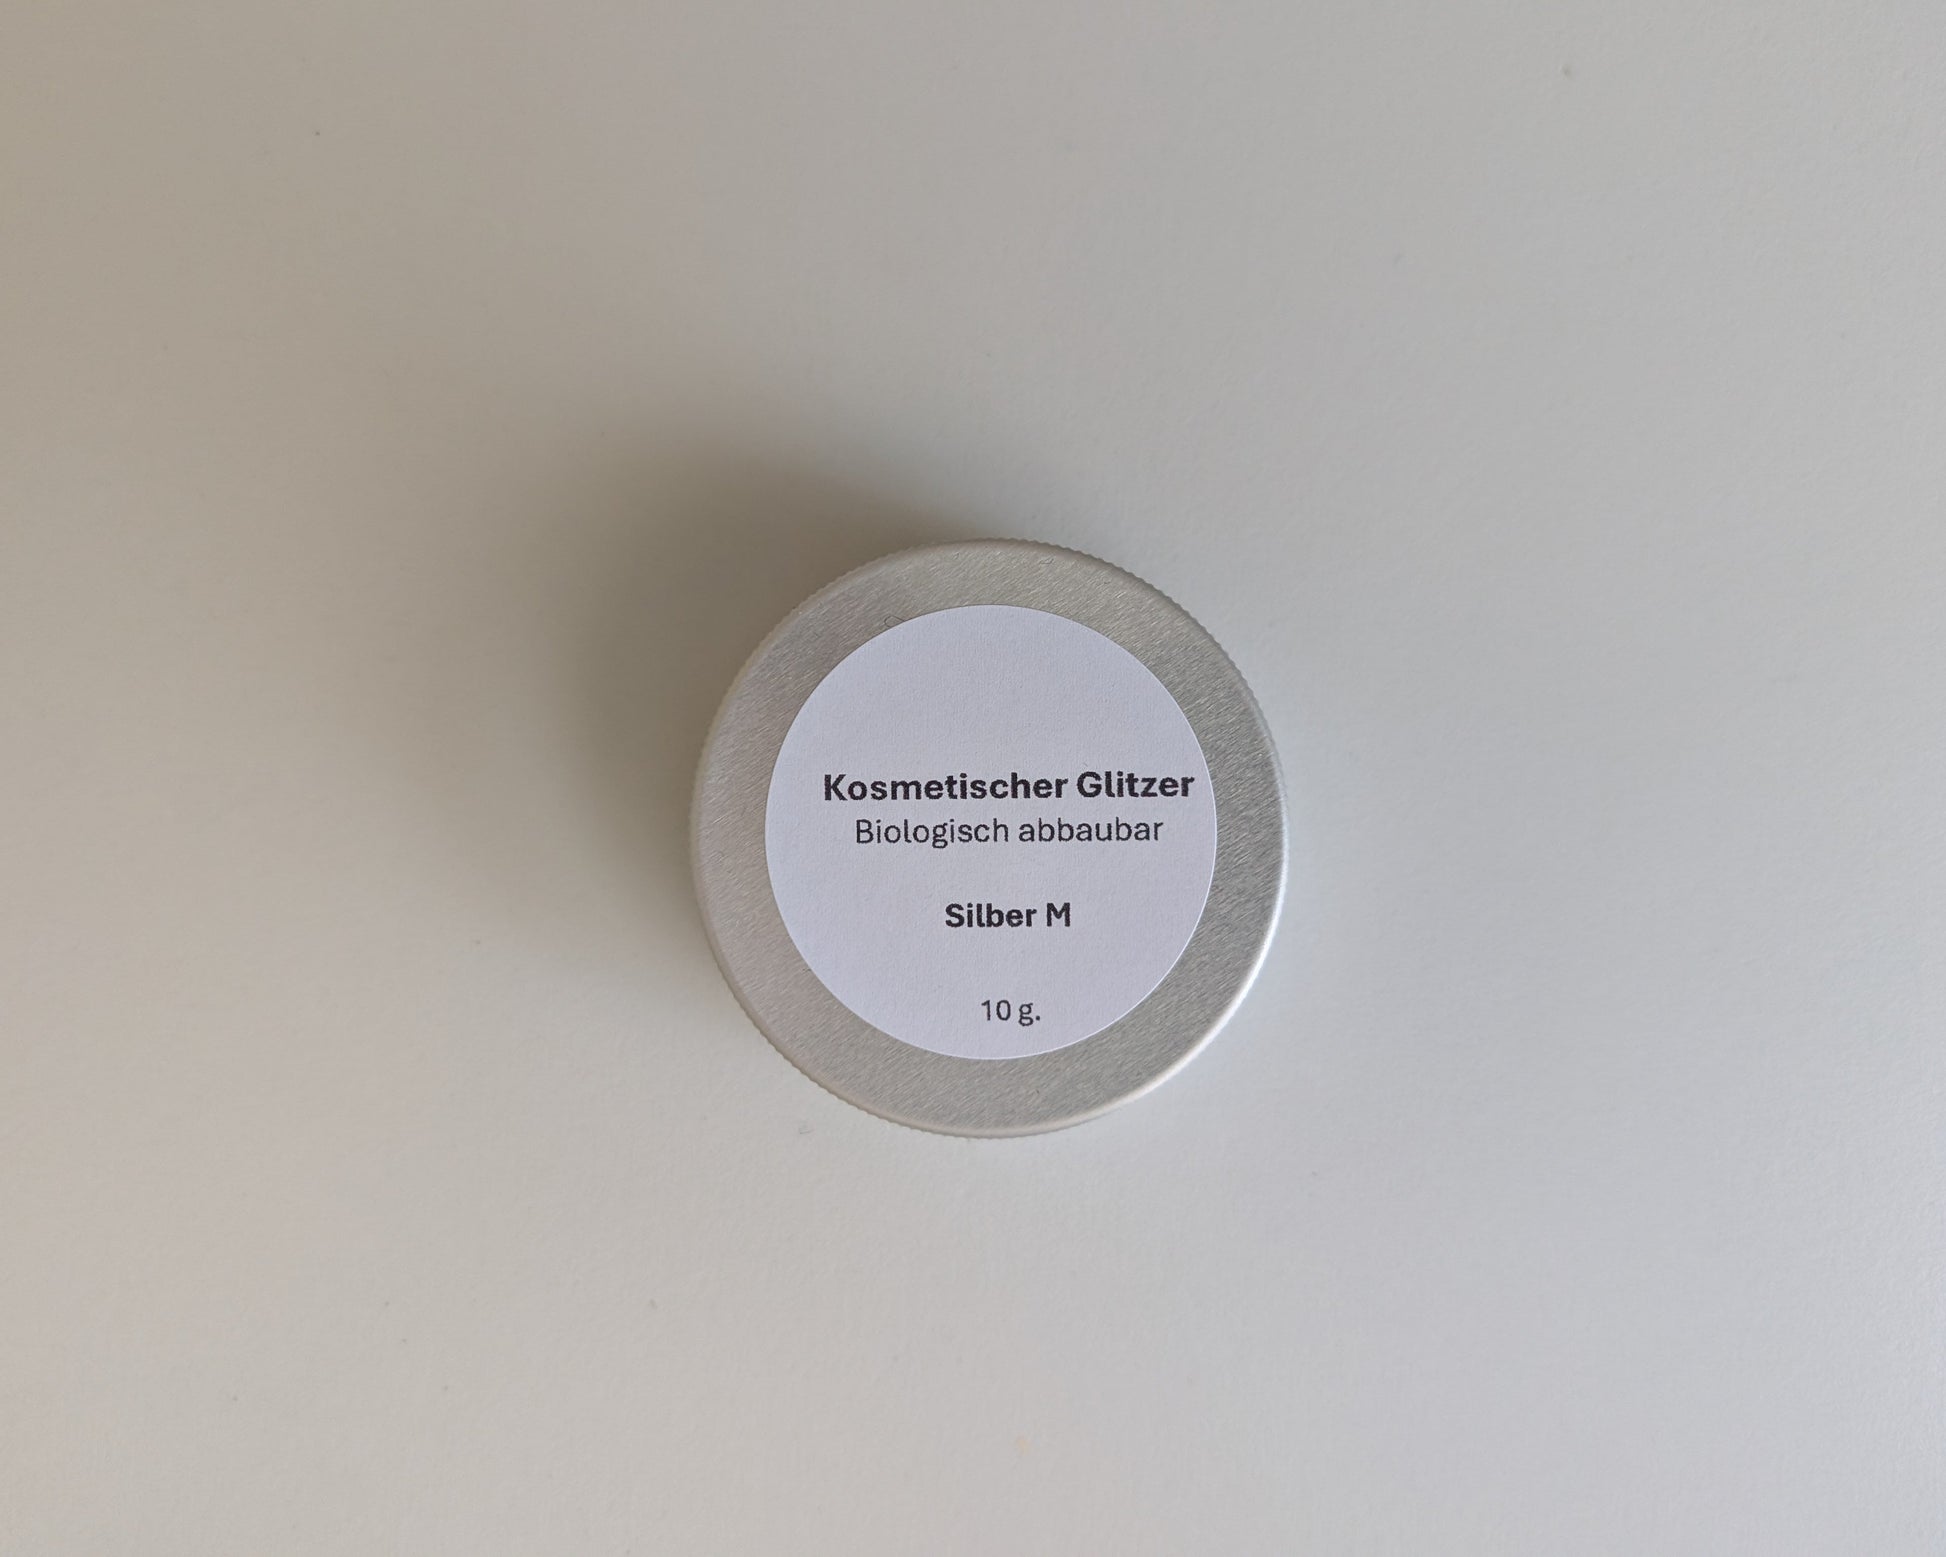 Kosmetischer Glitzer
Biologisch abbaubar
Silber M
10 g.